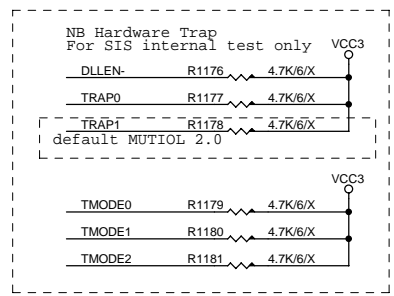 NB Hardware Trap
For SIS internal test only VCC3
DLLEN- R1176 4.7K/6/X
TRAP0 R1177 4.7K/6/X
TRAP1 R1178 4.7K/6/X
default MUTIOL 2.0
VCC3
TMODE0 R1179 4.7K/6/X
TMODE1 R1180 4.7K/6/X
TMODE2 R1181 4.7K/6/X